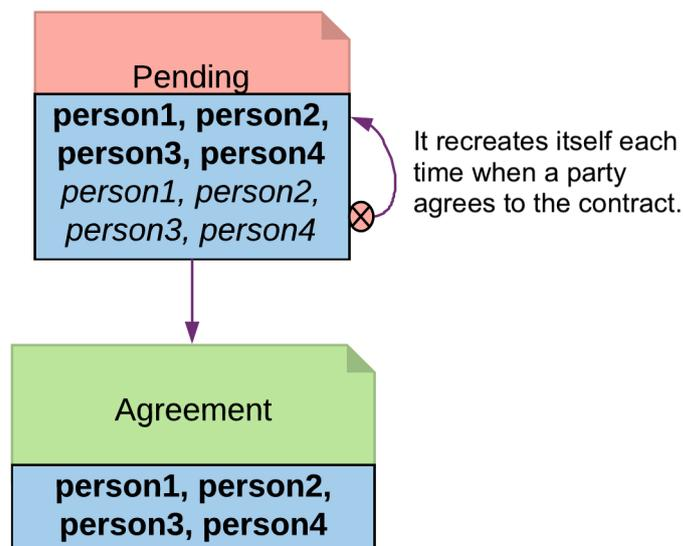 Pending
person1, person2,
person3, person4
person1, person2,
person3, person4
It recreates itself each
time when a party
agrees to the contract.
Agreement
person1, person2,
person3, person4